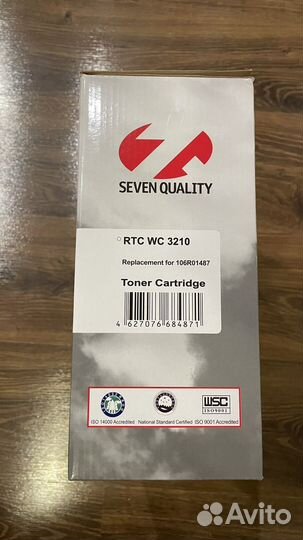 SEVEN QUALITY
RTC WC 3210
Replacement for 106R01487
Toner Cartridge
4 627076 684871
WSC
ISO9001
ISO 14000 Accredited National Standard Certified ISO 9001 Accredited
Avito